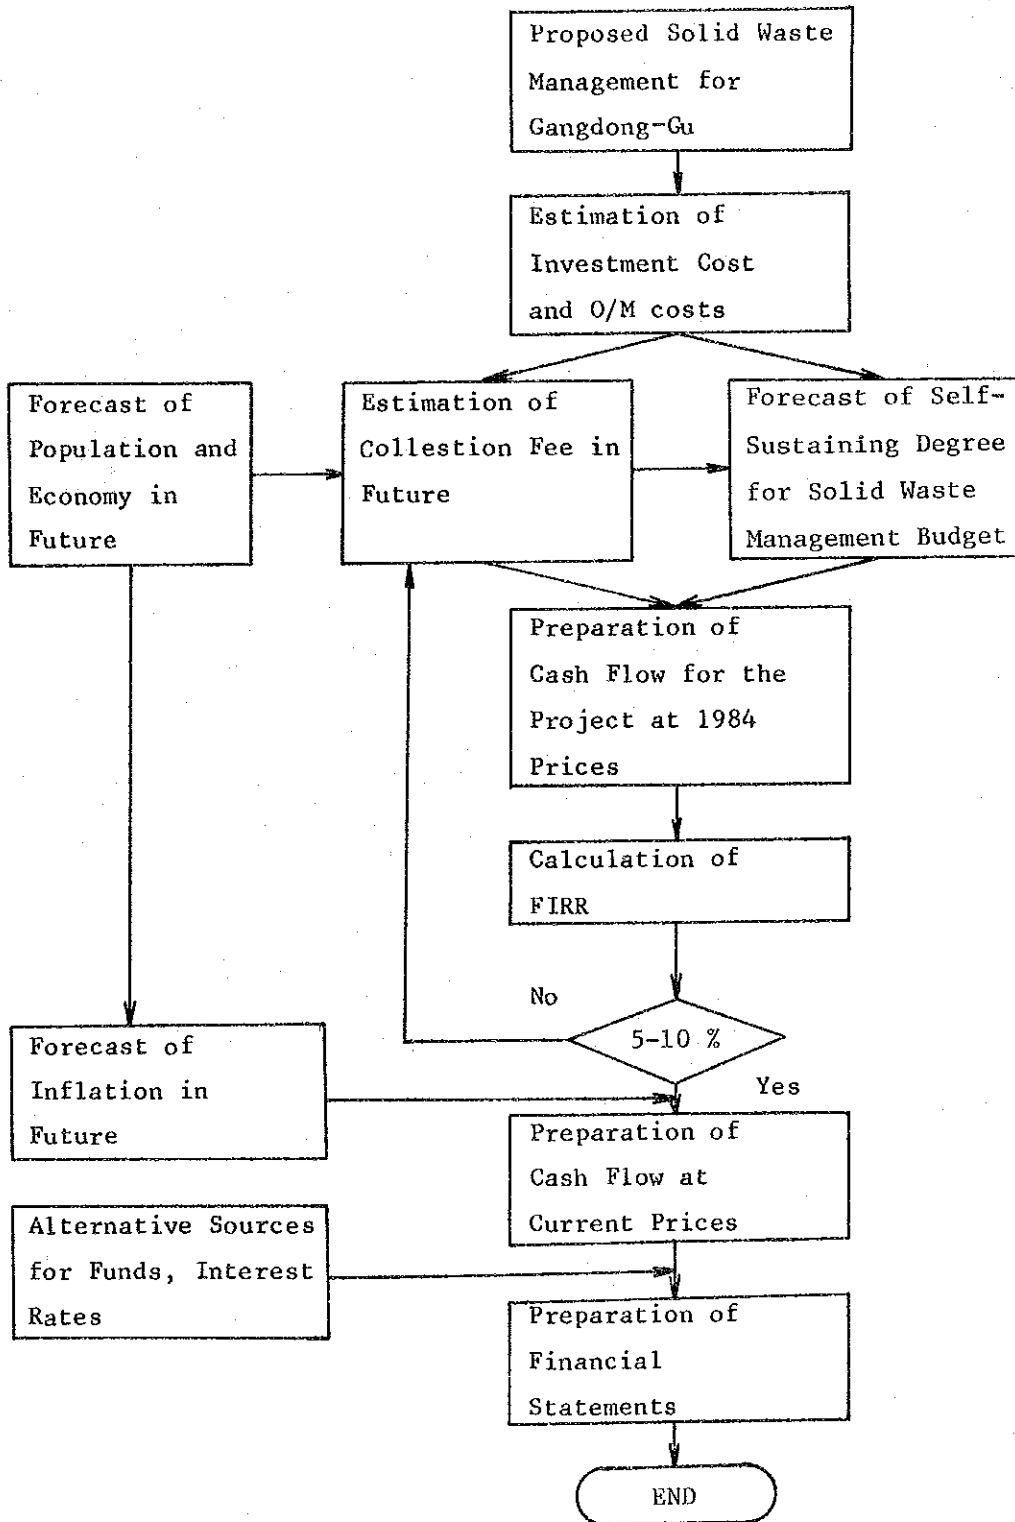 Proposed Solid Waste
Management for
Gangdong-Gu
Estimation of
Investment Cost
and O/M costs
Forecast of
Population and
Economy in
Future
Estimation of
Collestion Fee in
Future
Forecast of Self-
Sustaining Degree
for Solid Waste
Management Budget
Preparation of
Cash Flow for the
Project at 1984
Prices
Calculation of
FIRR
No
5-10 %
Yes
Forecast of
Inflation in
Future
Preparation of
Cash Flow at
Current Prices
Alternative Sources
for Funds, Interest
Rates
Preparation of
Financial
Statements
END